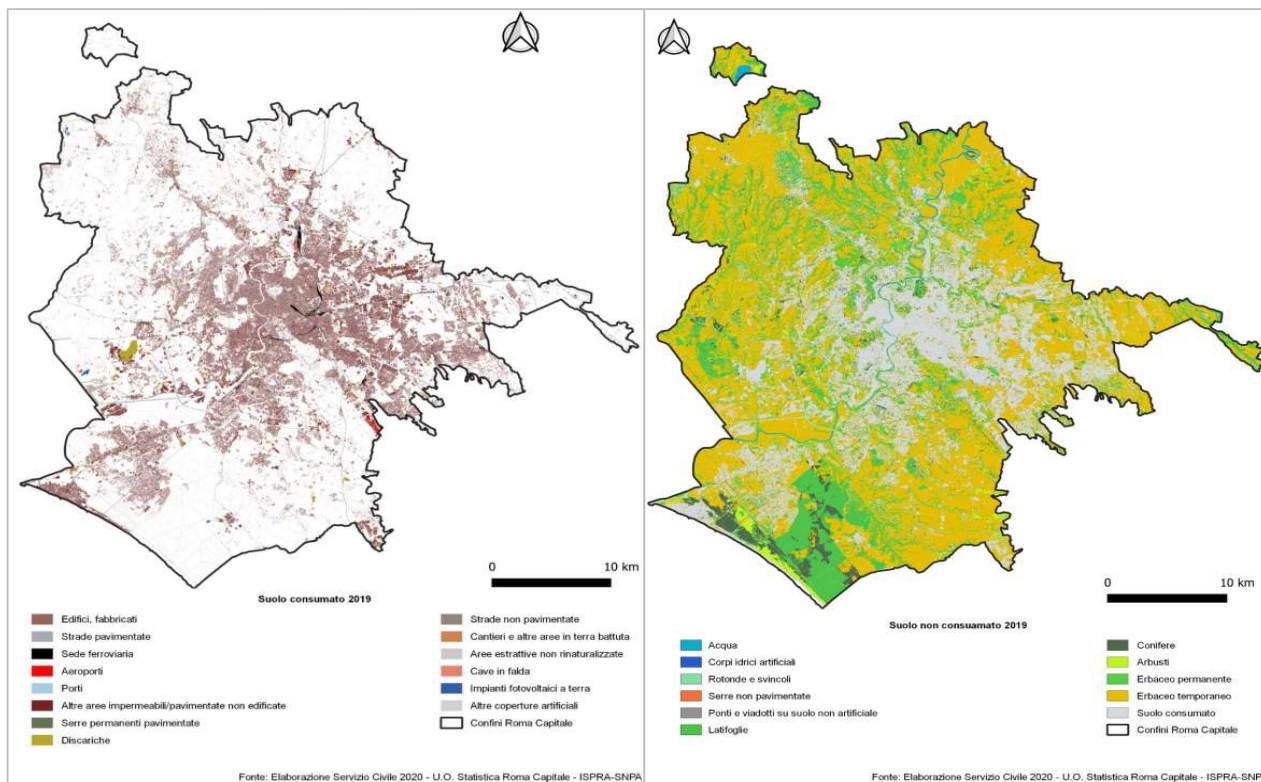 0 10 km
Suolo consumato 2019
Edifici, fabbricati
Strade pavimentate
Sede ferroviaria
Aeroporti
Porti
Altre aree impermeabili/pavimentate non edificate
Serre permanenti pavimentate
Discariche
Strade non pavimentate
Cantieri e altre aree in terra battuta
Aree estrattive non rinaturalizzate
Cave in falda
Impianti fotovoltaici a terra
Altre coperture artificiali
Confini Roma Capitale
Fonte: Elaborazione Servizio Civile 2020 - U.O. Statistica Roma Capitale - ISPRA-SNPA
0 10 km
Suolo non consuamato 2019
Acqua
Corpi idrici artificiali
Rotonde e svincoli
Serre non pavimentate
Ponti e viadotti su suolo non artificiale
Latifoglie
Conifere
Arbusti
Erbaceo permanente
Erbaceo temporaneo
Suolo consumato
Confini Roma Capitale
Fonte: Elaborazione Servizio Civile 2020 - U.O. Statistica Roma Capitale - ISPRA-SNPA